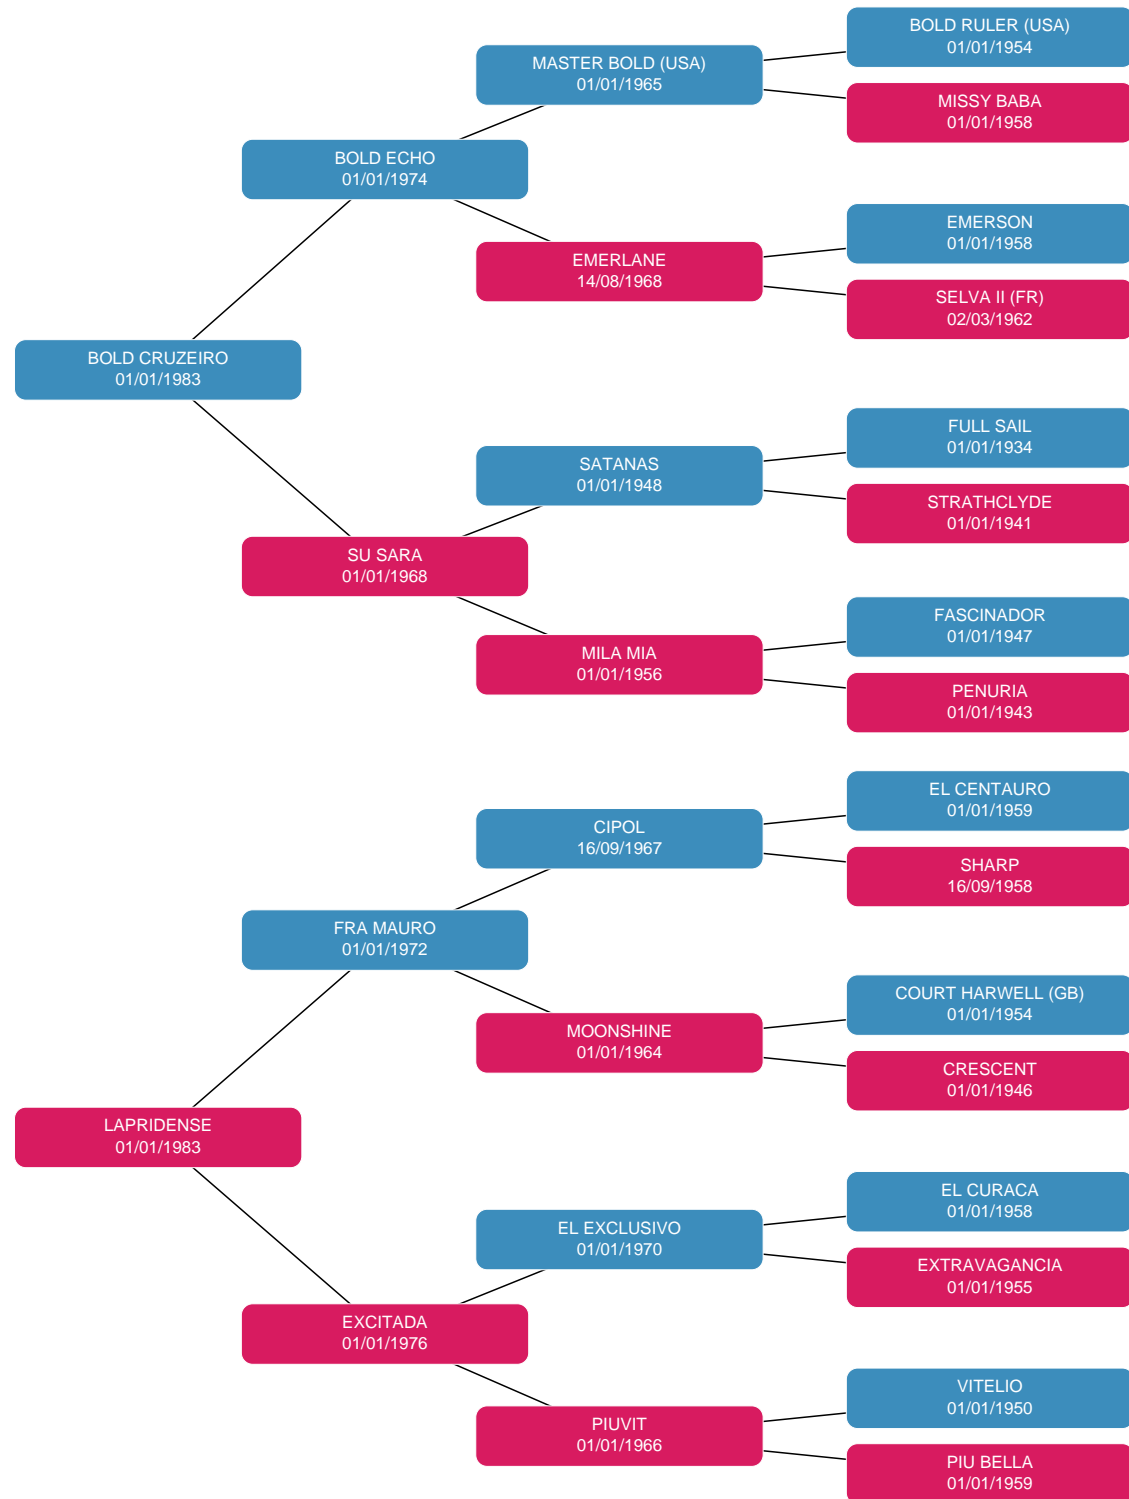 BOLD RULER (USA)
01/01/1954
MASTER BOLD (USA)
01/01/1965
MISSY BABA
01/01/1958
BOLD ECHO
01/01/1974
EMERSON
01/01/1958
EMERLANE
14/08/1968
SELVA II (FR)
02/03/1962
BOLD CRUZEIRO
01/01/1983
FULL SAIL
01/01/1934
SATANAS
01/01/1948
STRATHCLYDE
01/01/1941
SU SARA
01/01/1968
FASCINADOR
01/01/1947
MILA MIA
01/01/1956
PENURIA
01/01/1943
EL CENTAURO
01/01/1959
CIPOL
16/09/1967
SHARP
16/09/1958
FRA MAURO
01/01/1972
COURT HARWELL (GB)
01/01/1954
MOONSHINE
01/01/1964
CRESCENT
01/01/1946
LAPRIDENSE
01/01/1983
EL CURACA
01/01/1958
EL EXCLUSIVO
01/01/1970
EXTRAVAGANCIA
01/01/1955
EXCITADA
01/01/1976
VITELIO
01/01/1950
PIUVIT
01/01/1966
PIU BELLA
01/01/1959